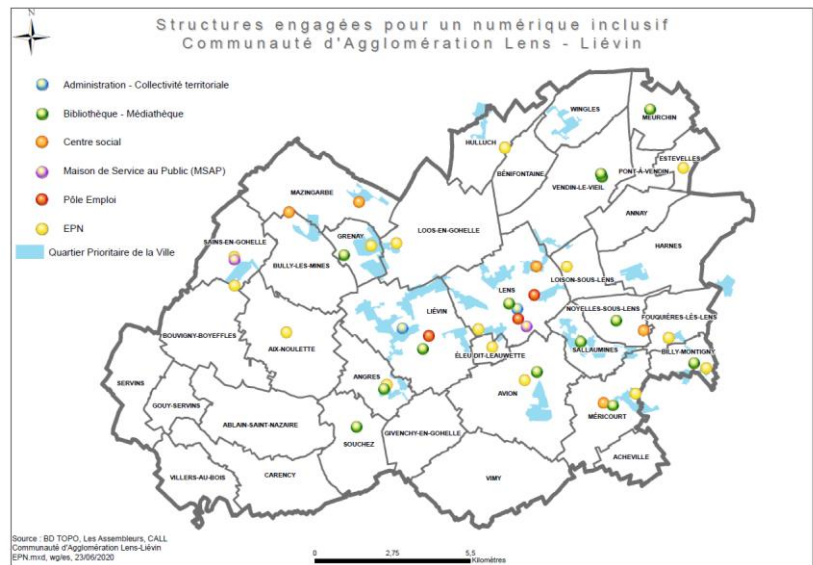 Structures engagées pour un numérique inclusif
Communauté d'Agglomération Lens - Liévin
Administration - Collectivité territoriale
Bibliothèque - Médiathèque
Centre social
Maison de Service au Public (MSAP)
Pôle Emploi
EPN
Quartier Prioritaire de la Ville
WINGLES
MEURCHIN
HULLUCH
ESTEVELLES
BÉNIFONTAINE
PONT-À-VENDIN
VENDIN-LE-VIEIL
MAZINGARBE
ANNAY
LOOS-EN-GOHELLE
GRENAY
SAINS-EN-GOHELLE
HARNES
BULLY-LES-MINES
LOISON-SOUS-LENS
LENS
LIÉVIN
NOYELLES-SOUS-LENS
FOUQUIÈRES-LÈS-LENS
BOUVIGNY-BOYEFFLES
AIX-NOULETTE
SALLAUMINES
BILLY-MONTIGNY
ÉLEU DIT-LEAUWETTE
ANGRES
SERVINS
AVION
GOUY-SERVINS
MÉRICOURT
ABLAIN-SAINT-NAZAIRE
GIVENCHY-EN-GOHELLE
SOUCHEZ
ACHEVILLE
VILLERS-AU-BOIS
CARENCY
VIMY
Source : BD TOPO, Les Assembleurs, CALL
Communauté d'Agglomération Lens-Liévin
EPN.mxd, wg/es, 23/06/2020
0 2,75 5,5
Kilomètres